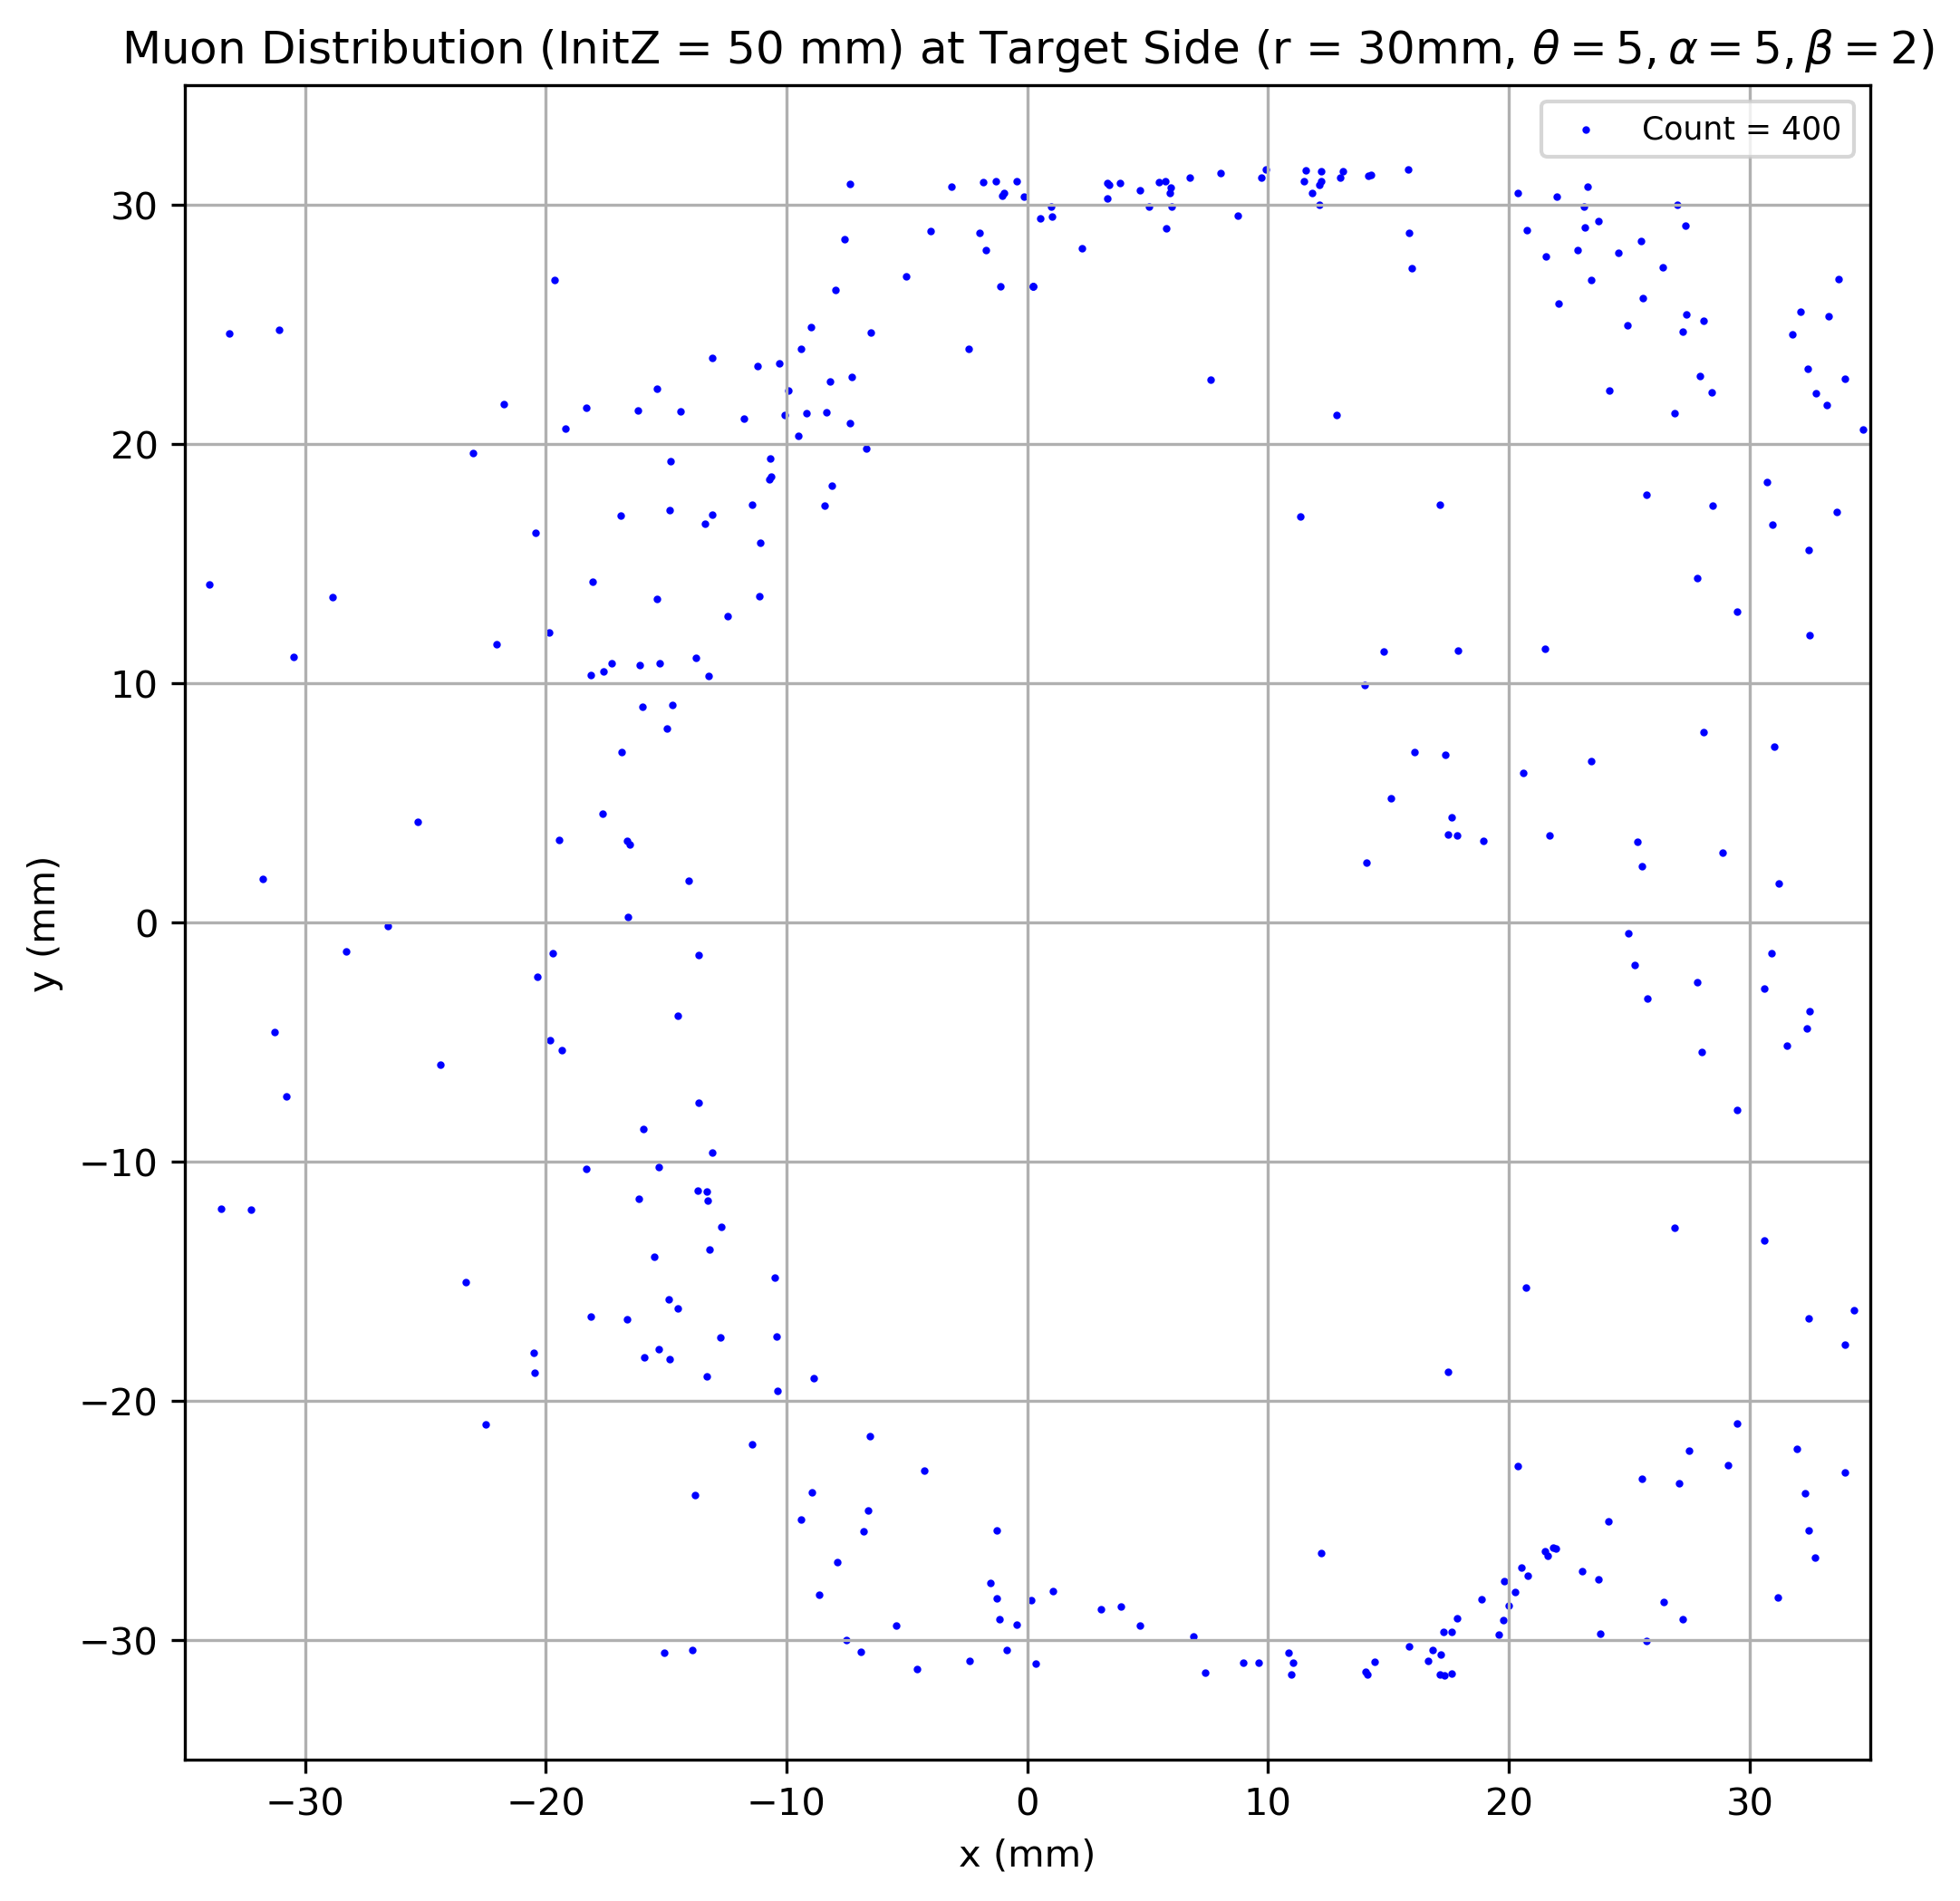 Muon Distribution (InitZ = 50 mm) at Target Side (r = 30mm, θ = 5, α = 5, β = 2)
Count = 400
30
20
10
0
−10
−20
−30
y (mm)
−30 −20 −10 0 10 20 30
x (mm)